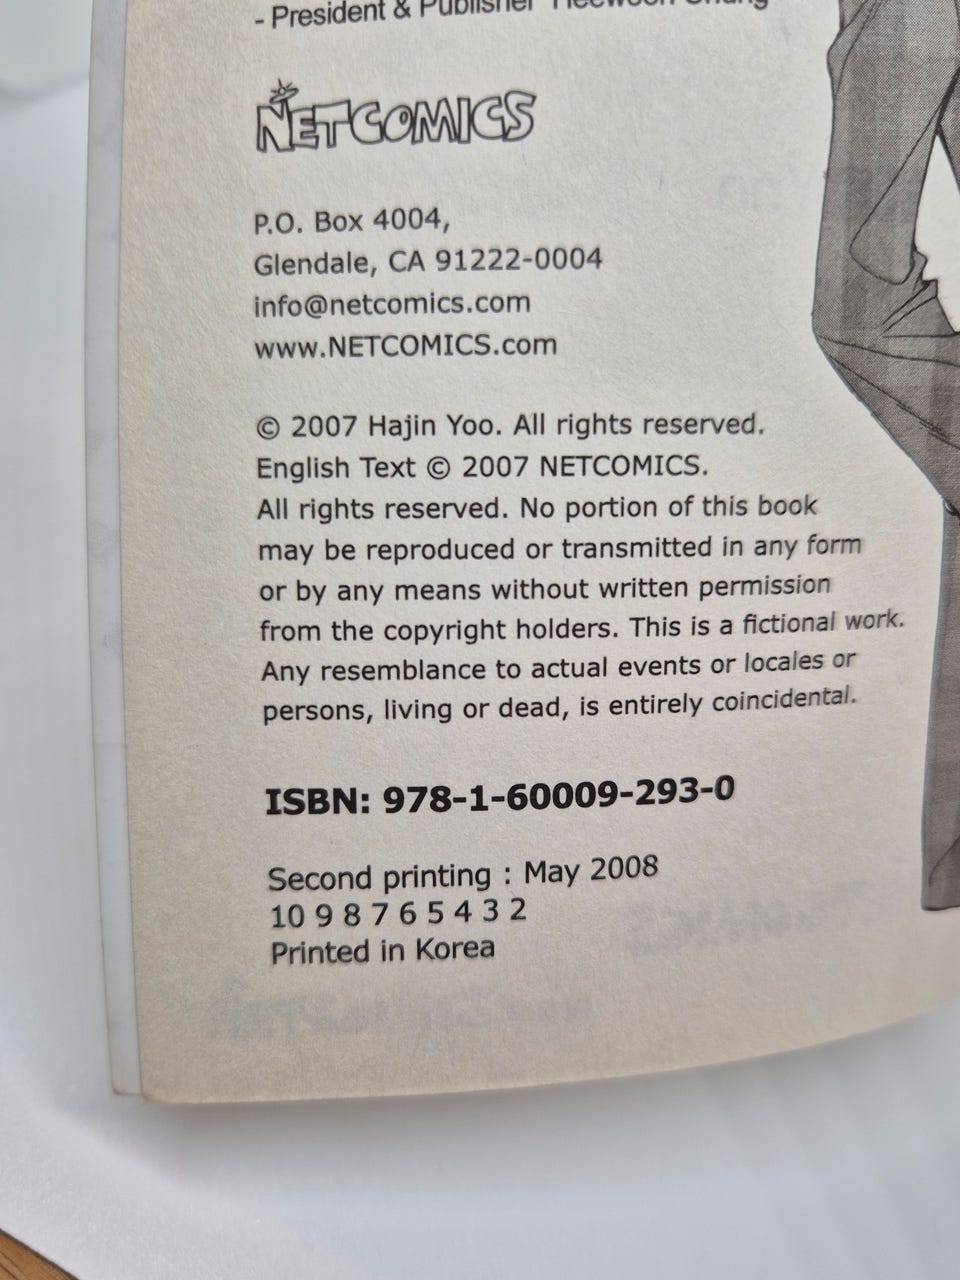 - President & Publisher Heewoon Chung
NETCOMICS
P.O. Box 4004,
Glendale, CA 91222-0004
info@netcomics.com
www.NETCOMICS.com
© 2007 Hajin Yoo. All rights reserved.
English Text © 2007 NETCOMICS.
All rights reserved. No portion of this book
may be reproduced or transmitted in any form
or by any means without written permission
from the copyright holders. This is a fictional work.
Any resemblance to actual events or locales or
persons, living or dead, is entirely coincidental.
ISBN: 978-1-60009-293-0
Second printing : May 2008
10 9 8 7 6 5 4 3 2
Printed in Korea